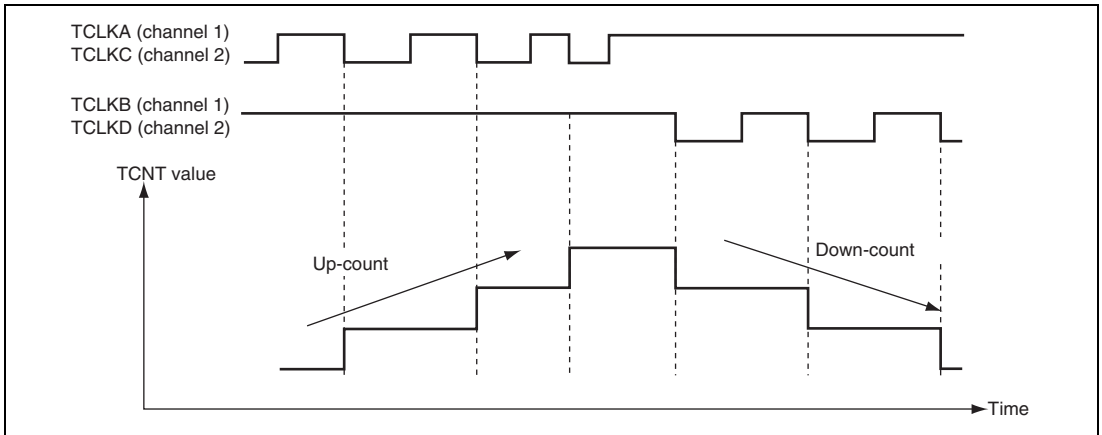 TCLKA (channel 1)
TCLKC (channel 2)
TCLKB (channel 1)
TCLKD (channel 2)
TCNT value
Up-count
Down-count
Time